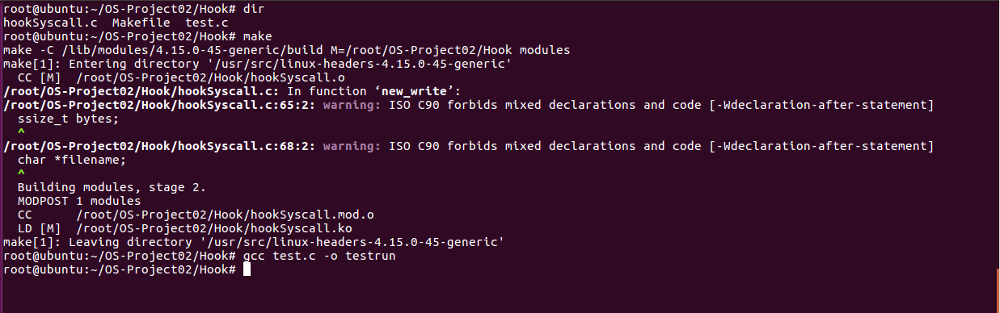 root@ubuntu:~/OS-Project02/Hook# dir
hookSyscall.c  Makefile  test.c
root@ubuntu:~/OS-Project02/Hook# make
make -C /lib/modules/4.15.0-45-generic/build M=/root/OS-Project02/Hook modules
make[1]: Entering directory '/usr/src/linux-headers-4.15.0-45-generic'
  CC [M]  /root/OS-Project02/Hook/hookSyscall.o
/root/OS-Project02/Hook/hookSyscall.c: In function ‘new_write’:
/root/OS-Project02/Hook/hookSyscall.c:65:2: warning: ISO C90 forbids mixed declarations and code [-Wdeclaration-after-statement]
  ssize_t bytes;
  ^
/root/OS-Project02/Hook/hookSyscall.c:68:2: warning: ISO C90 forbids mixed declarations and code [-Wdeclaration-after-statement]
  char *filename;
  ^
  Building modules, stage 2.
  MODPOST 1 modules
  CC      /root/OS-Project02/Hook/hookSyscall.mod.o
  LD [M]  /root/OS-Project02/Hook/hookSyscall.ko
make[1]: Leaving directory '/usr/src/linux-headers-4.15.0-45-generic'
root@ubuntu:~/OS-Project02/Hook# gcc test.c -o testrun
root@ubuntu:~/OS-Project02/Hook#